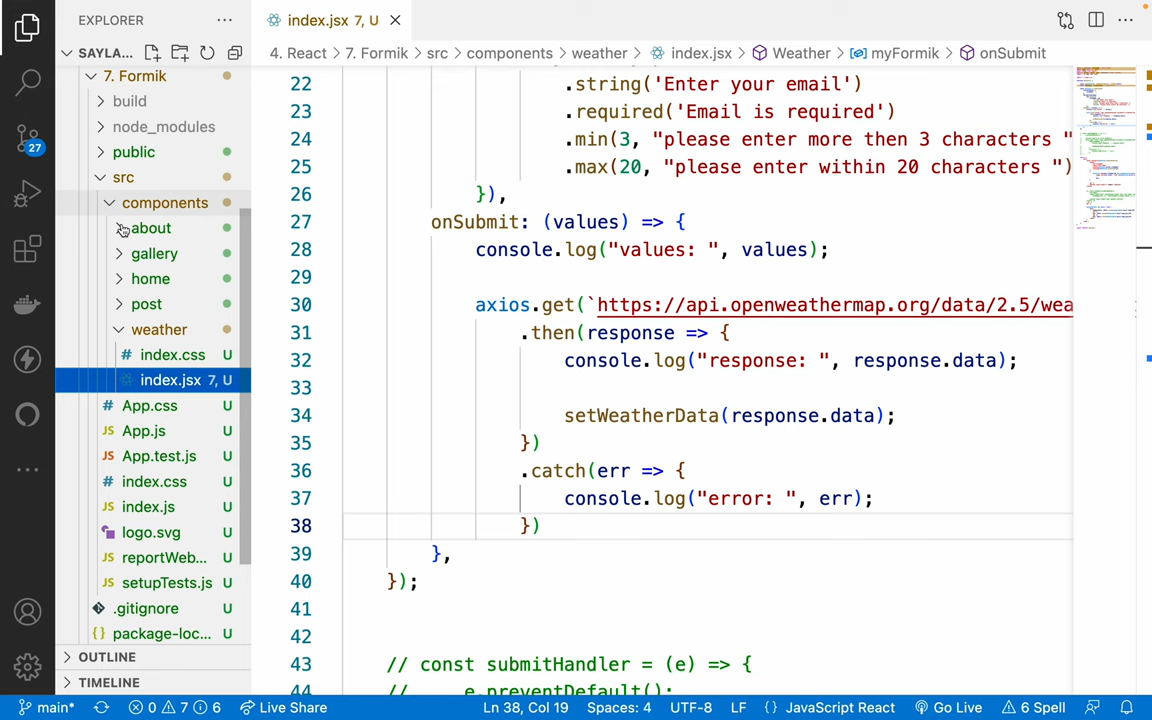 EXPLORER
SAYLA...
7. Formik
build
node_modules
public
src
components
about
gallery
home
post
weather
# index.css U
index.jsx 7, U
# App.css U
JS App.js U
JS App.test.js U
# index.css U
JS index.js U
logo.svg U
JS reportWeb... U
JS setupTests.js U
.gitignore U
{} package-loc... U
OUTLINE
TIMELINE
27
index.jsx 7, U
4. React > 7. Formik > src > components > weather > index.jsx > Weather > myFormik > onSubmit
22 .string('Enter your email')
23 .required('Email is required')
24 .min(3, "please enter more then 3 characters "
25 .max(20, "please enter within 20 characters ")
26 }),
27 onSubmit: (values) => {
28 console.log("values: ", values);
29
30 axios.get(`https://api.openweathermap.org/data/2.5/wea
31 .then(response => {
32 console.log("response: ", response.data);
33
34 setWeatherData(response.data);
35 })
36 .catch(err => {
37 console.log("error: ", err);
38 })
39 },
40 });
41
42
43 // const submitHandler = (e) => {
44 // e.preventDefault();
main* 0 7 6 Live Share Ln 38, Col 19 Spaces: 4 UTF-8 LF {} JavaScript React Go Live 6 Spell